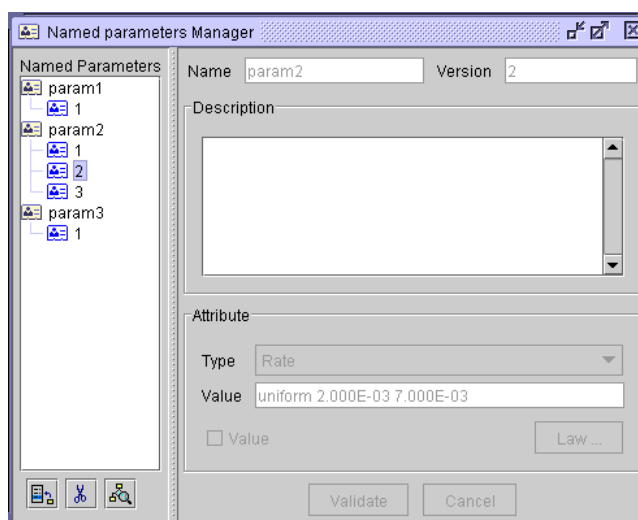 Named parameters Manager
Named Parameters
param1
1
param2
1
2
3
param3
1
Name param2 Version 2
Description
Attribute
Type Rate
Value uniform 2.000E-03 7.000E-03
Value Law ...
Validate Cancel